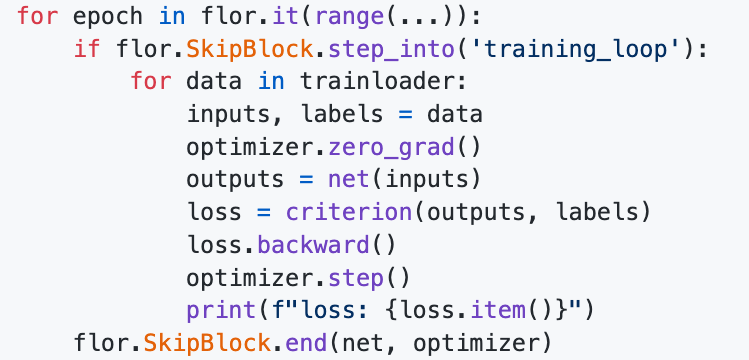 for epoch in flor.it(range(...)):
    if flor.SkipBlock.step_into('training_loop'):
        for data in trainloader:
            inputs, labels = data
            optimizer.zero_grad()
            outputs = net(inputs)
            loss = criterion(outputs, labels)
            loss.backward()
            optimizer.step()
            print(f"loss: {loss.item()}")
    flor.SkipBlock.end(net, optimizer)